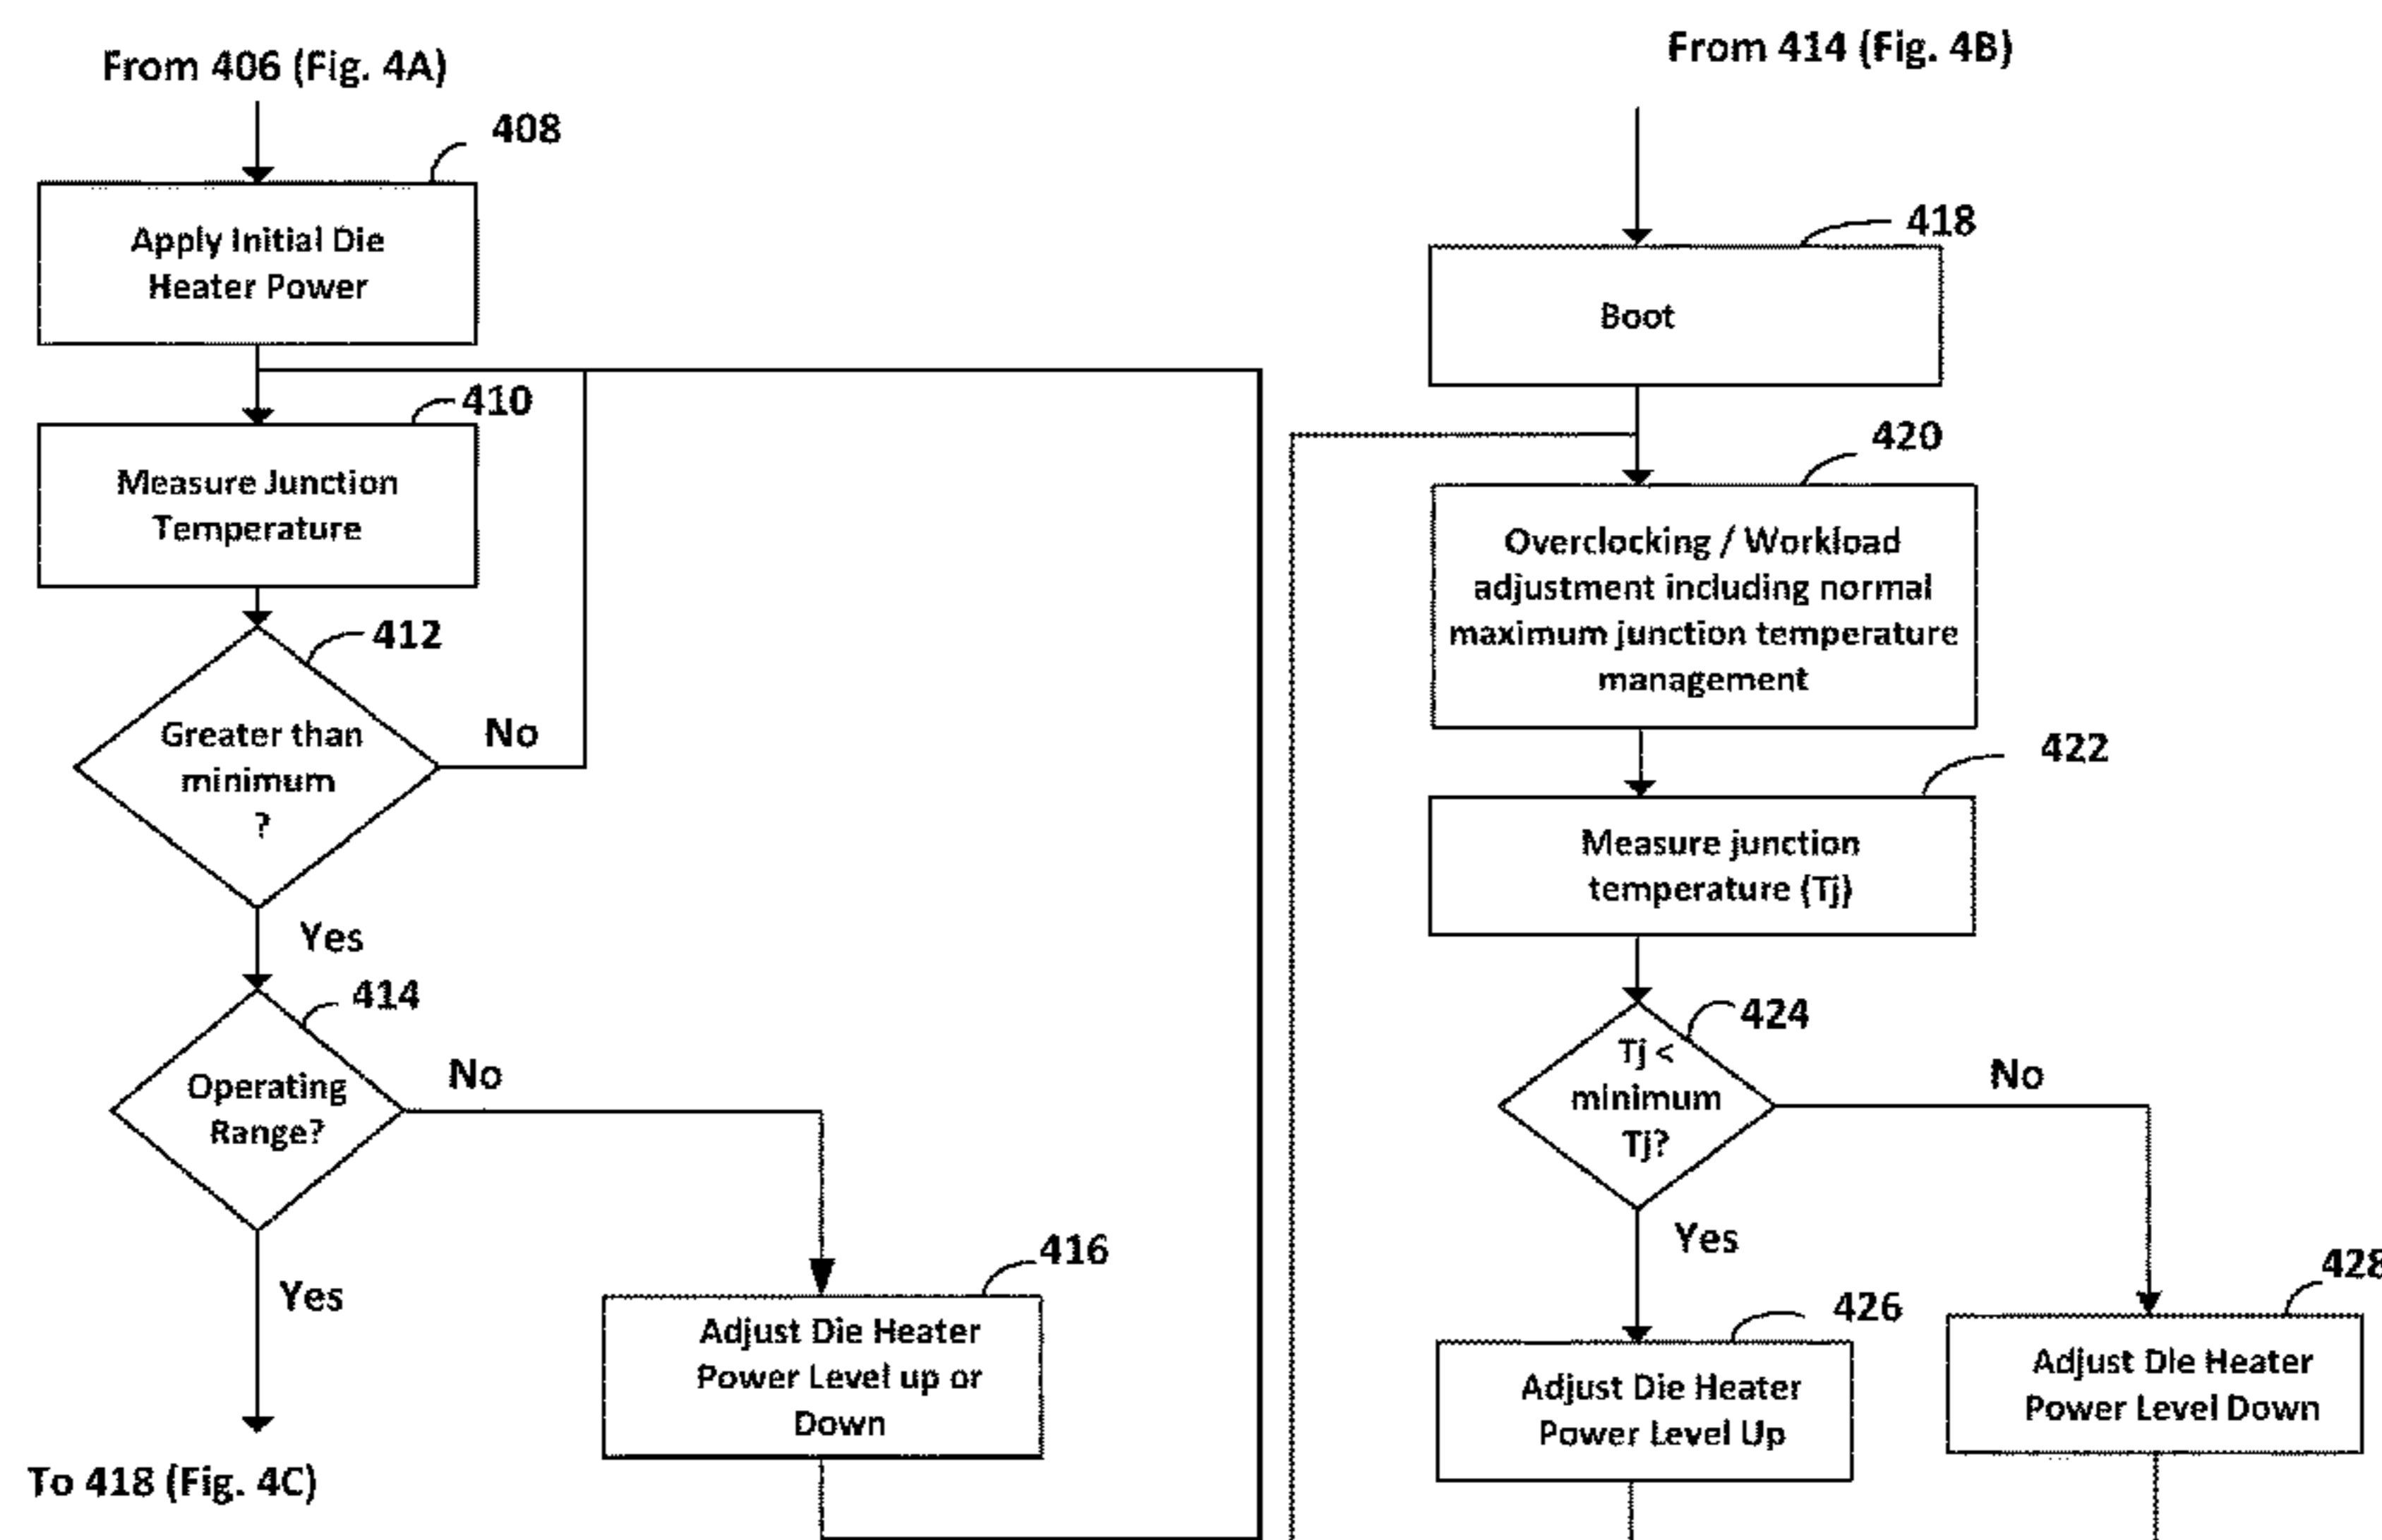 From 406 (Fig. 4A)
408
Apply Initial Die
Heater Power
410
Measure Junction
Temperature
412
Greater than
minimum
?
No
Yes
414
Operating
Range?
No
Yes
416
Adjust Die Heater
Power Level up or
Down
To 418 (Fig. 4C)
From 414 (Fig. 4B)
418
Boot
420
Overclocking / Workload
adjustment including normal
maximum junction temperature
management
422
Measure junction
temperature (Tj)
424
Tj <
minimum
Tj?
No
Yes
426
Adjust Die Heater
Power Level Up
428
Adjust Die Heater
Power Level Down